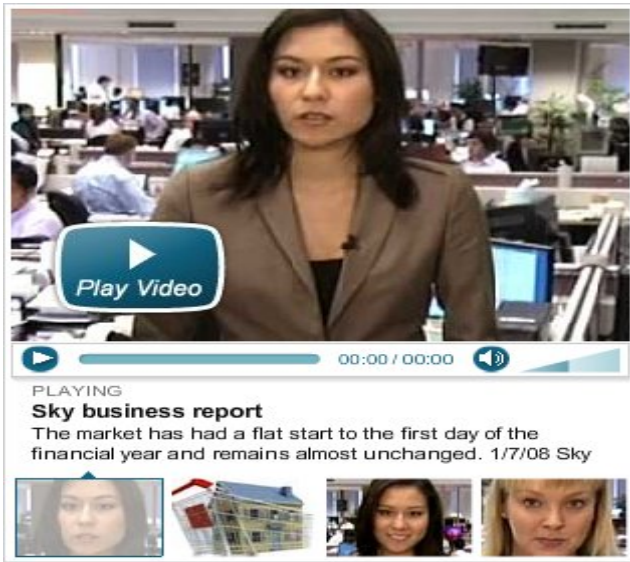 Play Video
00:00 / 00:00
PLAYING
Sky business report
The market has had a flat start to the first day of the
financial year and remains almost unchanged. 1/7/08 Sky